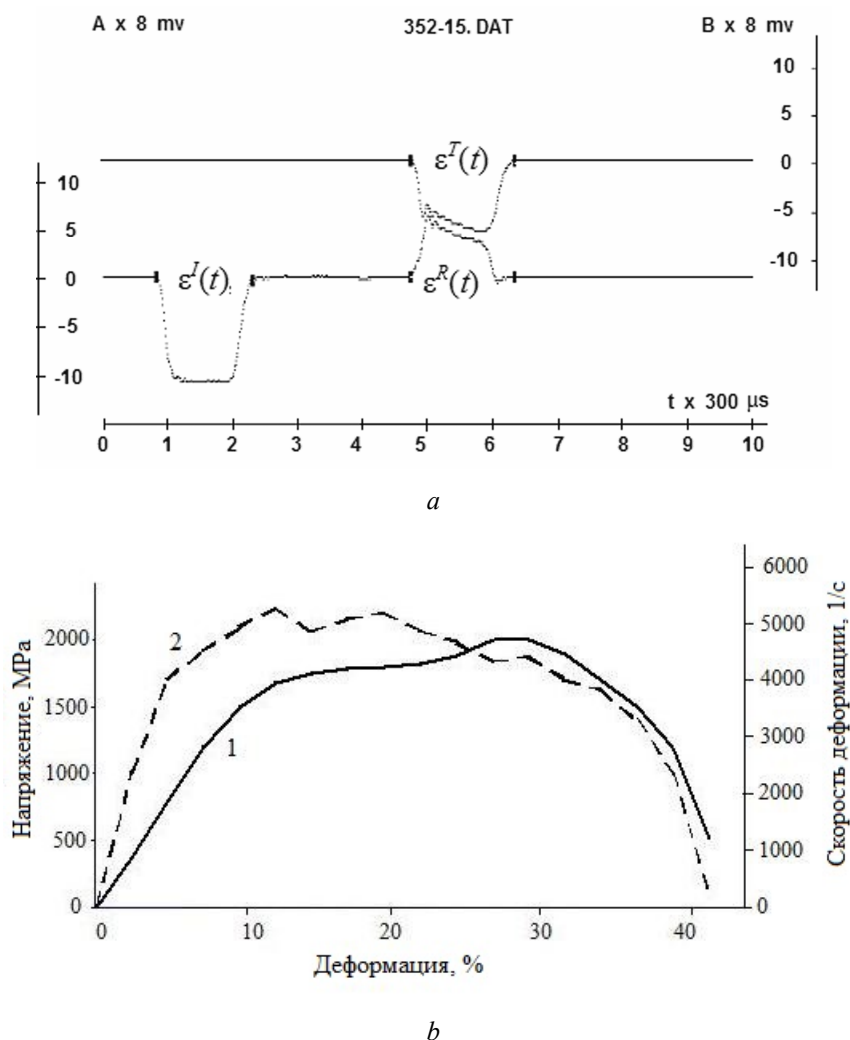 A x 8 mv 352-15. DAT B x 8 mv
10
5
0
-5
-10
10
5
0
-5
-10
εᵀ(t)
εᴵ(t)
εᴿ(t)
t x 300 μs
0 1 2 3 4 5 6 7 8 9 10
a
Напряжение, MPa
2000
1500
1000
500
0
6000
5000
4000
3000
2000
1000
0
Скорость деформации, 1/с
2
1
0 10 20 30 40
Деформация, %
b